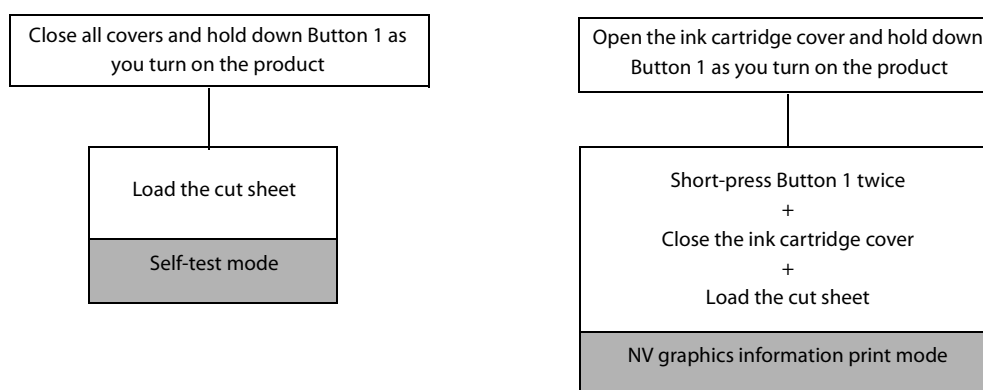 Close all covers and hold down Button 1 as
you turn on the product
Load the cut sheet
Self-test mode
Open the ink cartridge cover and hold down
Button 1 as you turn on the product
Short-press Button 1 twice
+
Close the ink cartridge cover
+
Load the cut sheet
NV graphics information print mode